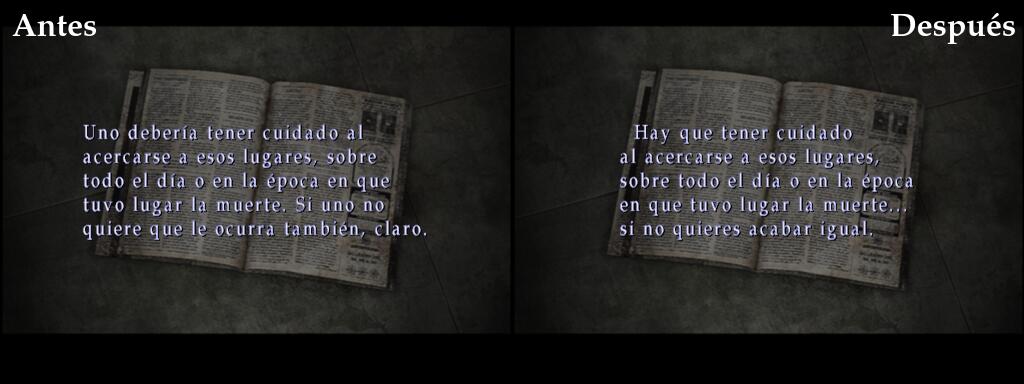 Antes
Después
Uno debería tener cuidado al
acercarse a esos lugares, sobre
todo el día o en la época en que
tuvo lugar la muerte. Si uno no
quiere que le ocurra también, claro.
Hay que tener cuidado
al acercarse a esos lugares,
sobre todo el día o en la época
en que tuvo lugar la muerte...
si no quieres acabar igual.